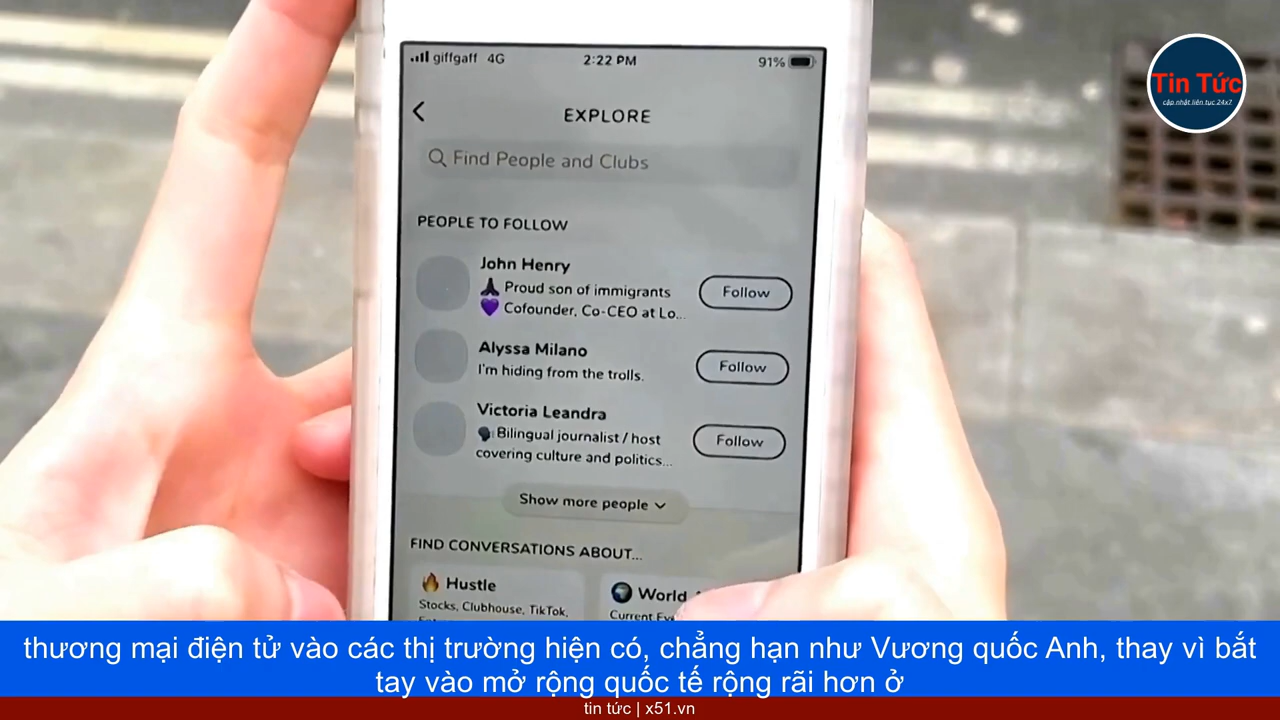 giffgaff 4G 2:22 PM 91%
Tin Tức
cập nhật liên tục 24x7
EXPLORE
Find People and Clubs
PEOPLE TO FOLLOW
John Henry
Proud son of immigrants
Cofounder, Co-CEO at Lo...
Follow
Alyssa Milano
I'm hiding from the trolls.
Follow
Victoria Leandra
Bilingual journalist / host
covering culture and politics...
Follow
Show more people
FIND CONVERSATIONS ABOUT...
Hustle
Stocks, Clubhouse, TikTok,
World
Current
thương mại điện tử vào các thị trường hiện có, chẳng hạn như Vương quốc Anh, thay vì bắt
tay vào mở rộng quốc tế rộng rãi hơn ở
tin tức | x51.vn